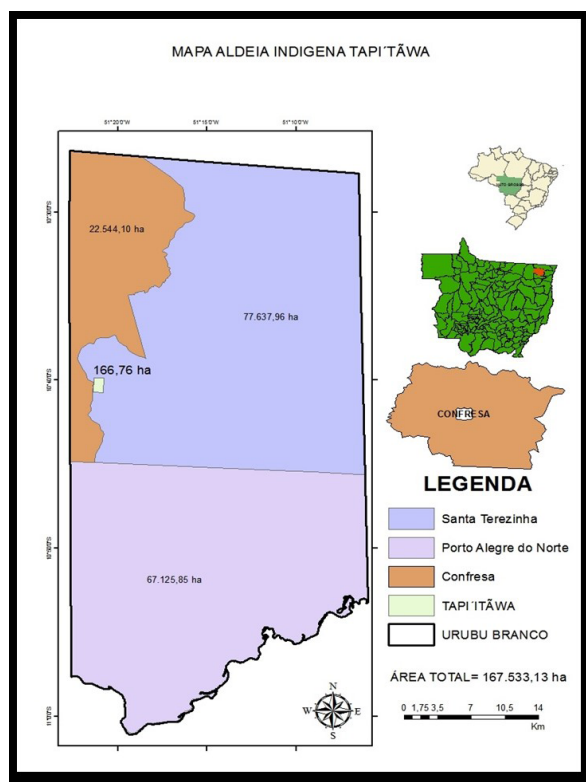 MAPA ALDEIA INDIGENA TAPI´TÃWA
51°20'0"W
51°15'0"W
51°10'0"W
22.544,10 ha
77.637,96 ha
166,76 ha
67.125,85 ha
CONFRESA
LEGENDA
Santa Terezinha
Porto Alegre do Norte
Confresa
TAPI´ITÃWA
URUBU BRANCO
ÁREA TOTAL= 167.533,13 ha
N
W
E
S
0 1,75 3,5 7 10,5 14
Km